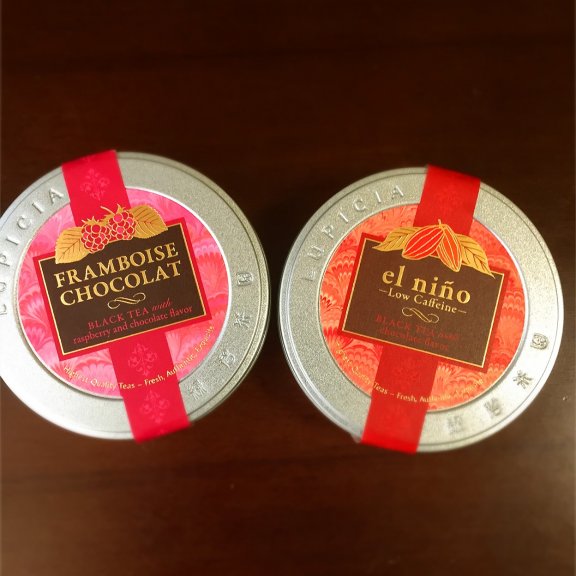 LUPICIA
FRAMBOISE
CHOCOLAT
BLACK TEA with
raspberry and chocolate flavor
Highest Quality Teas – Fresh, Authentic,
LUPICIA
el niño
Low Caffeine
BLACK TEA with
chocolate flavor
Quality Teas – Fresh, Authentic,